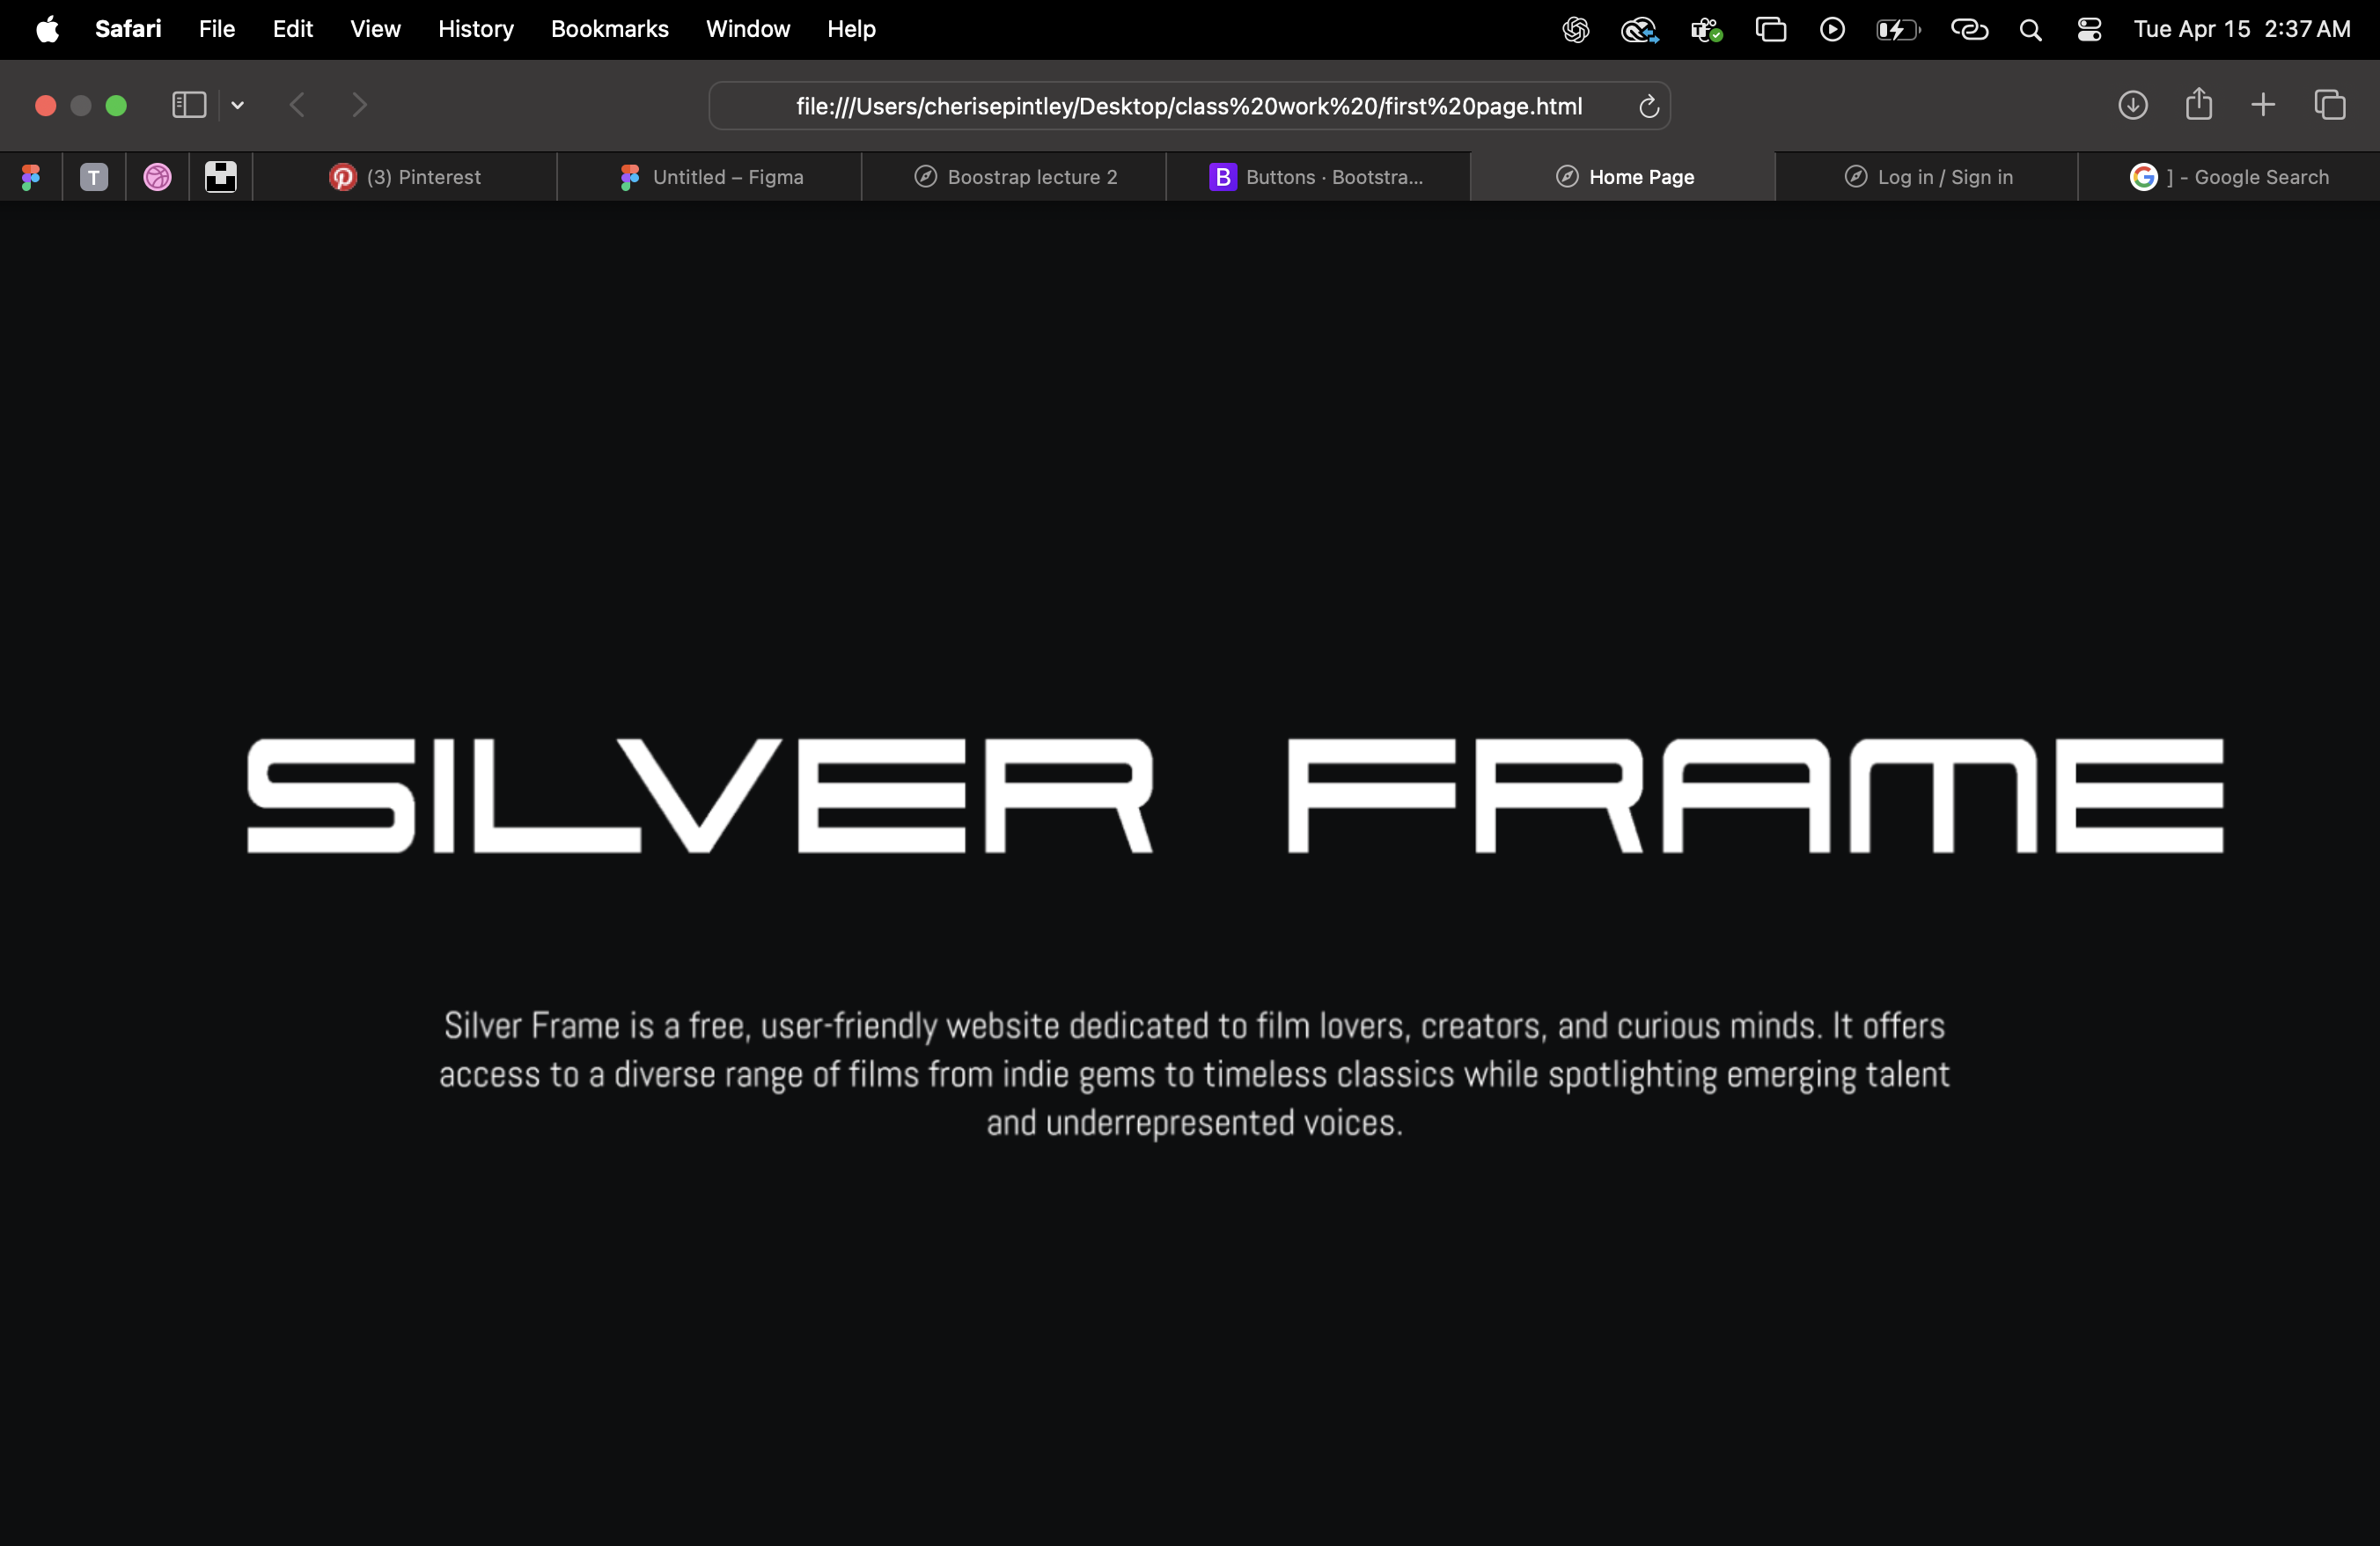 Safari File Edit View History Bookmarks Window Help Tue Apr 15 2:37 AM
file:///Users/cherisepintley/Desktop/class%20work%20/first%20page.html
T (3) Pinterest Untitled – Figma Boostrap lecture 2 B Buttons · Bootstra... Home Page Log in / Sign in ] - Google Search
SILVER FRAME
Silver Frame is a free, user-friendly website dedicated to film lovers, creators, and curious minds. It offers
access to a diverse range of films from indie gems to timeless classics while spotlighting emerging talent
and underrepresented voices.